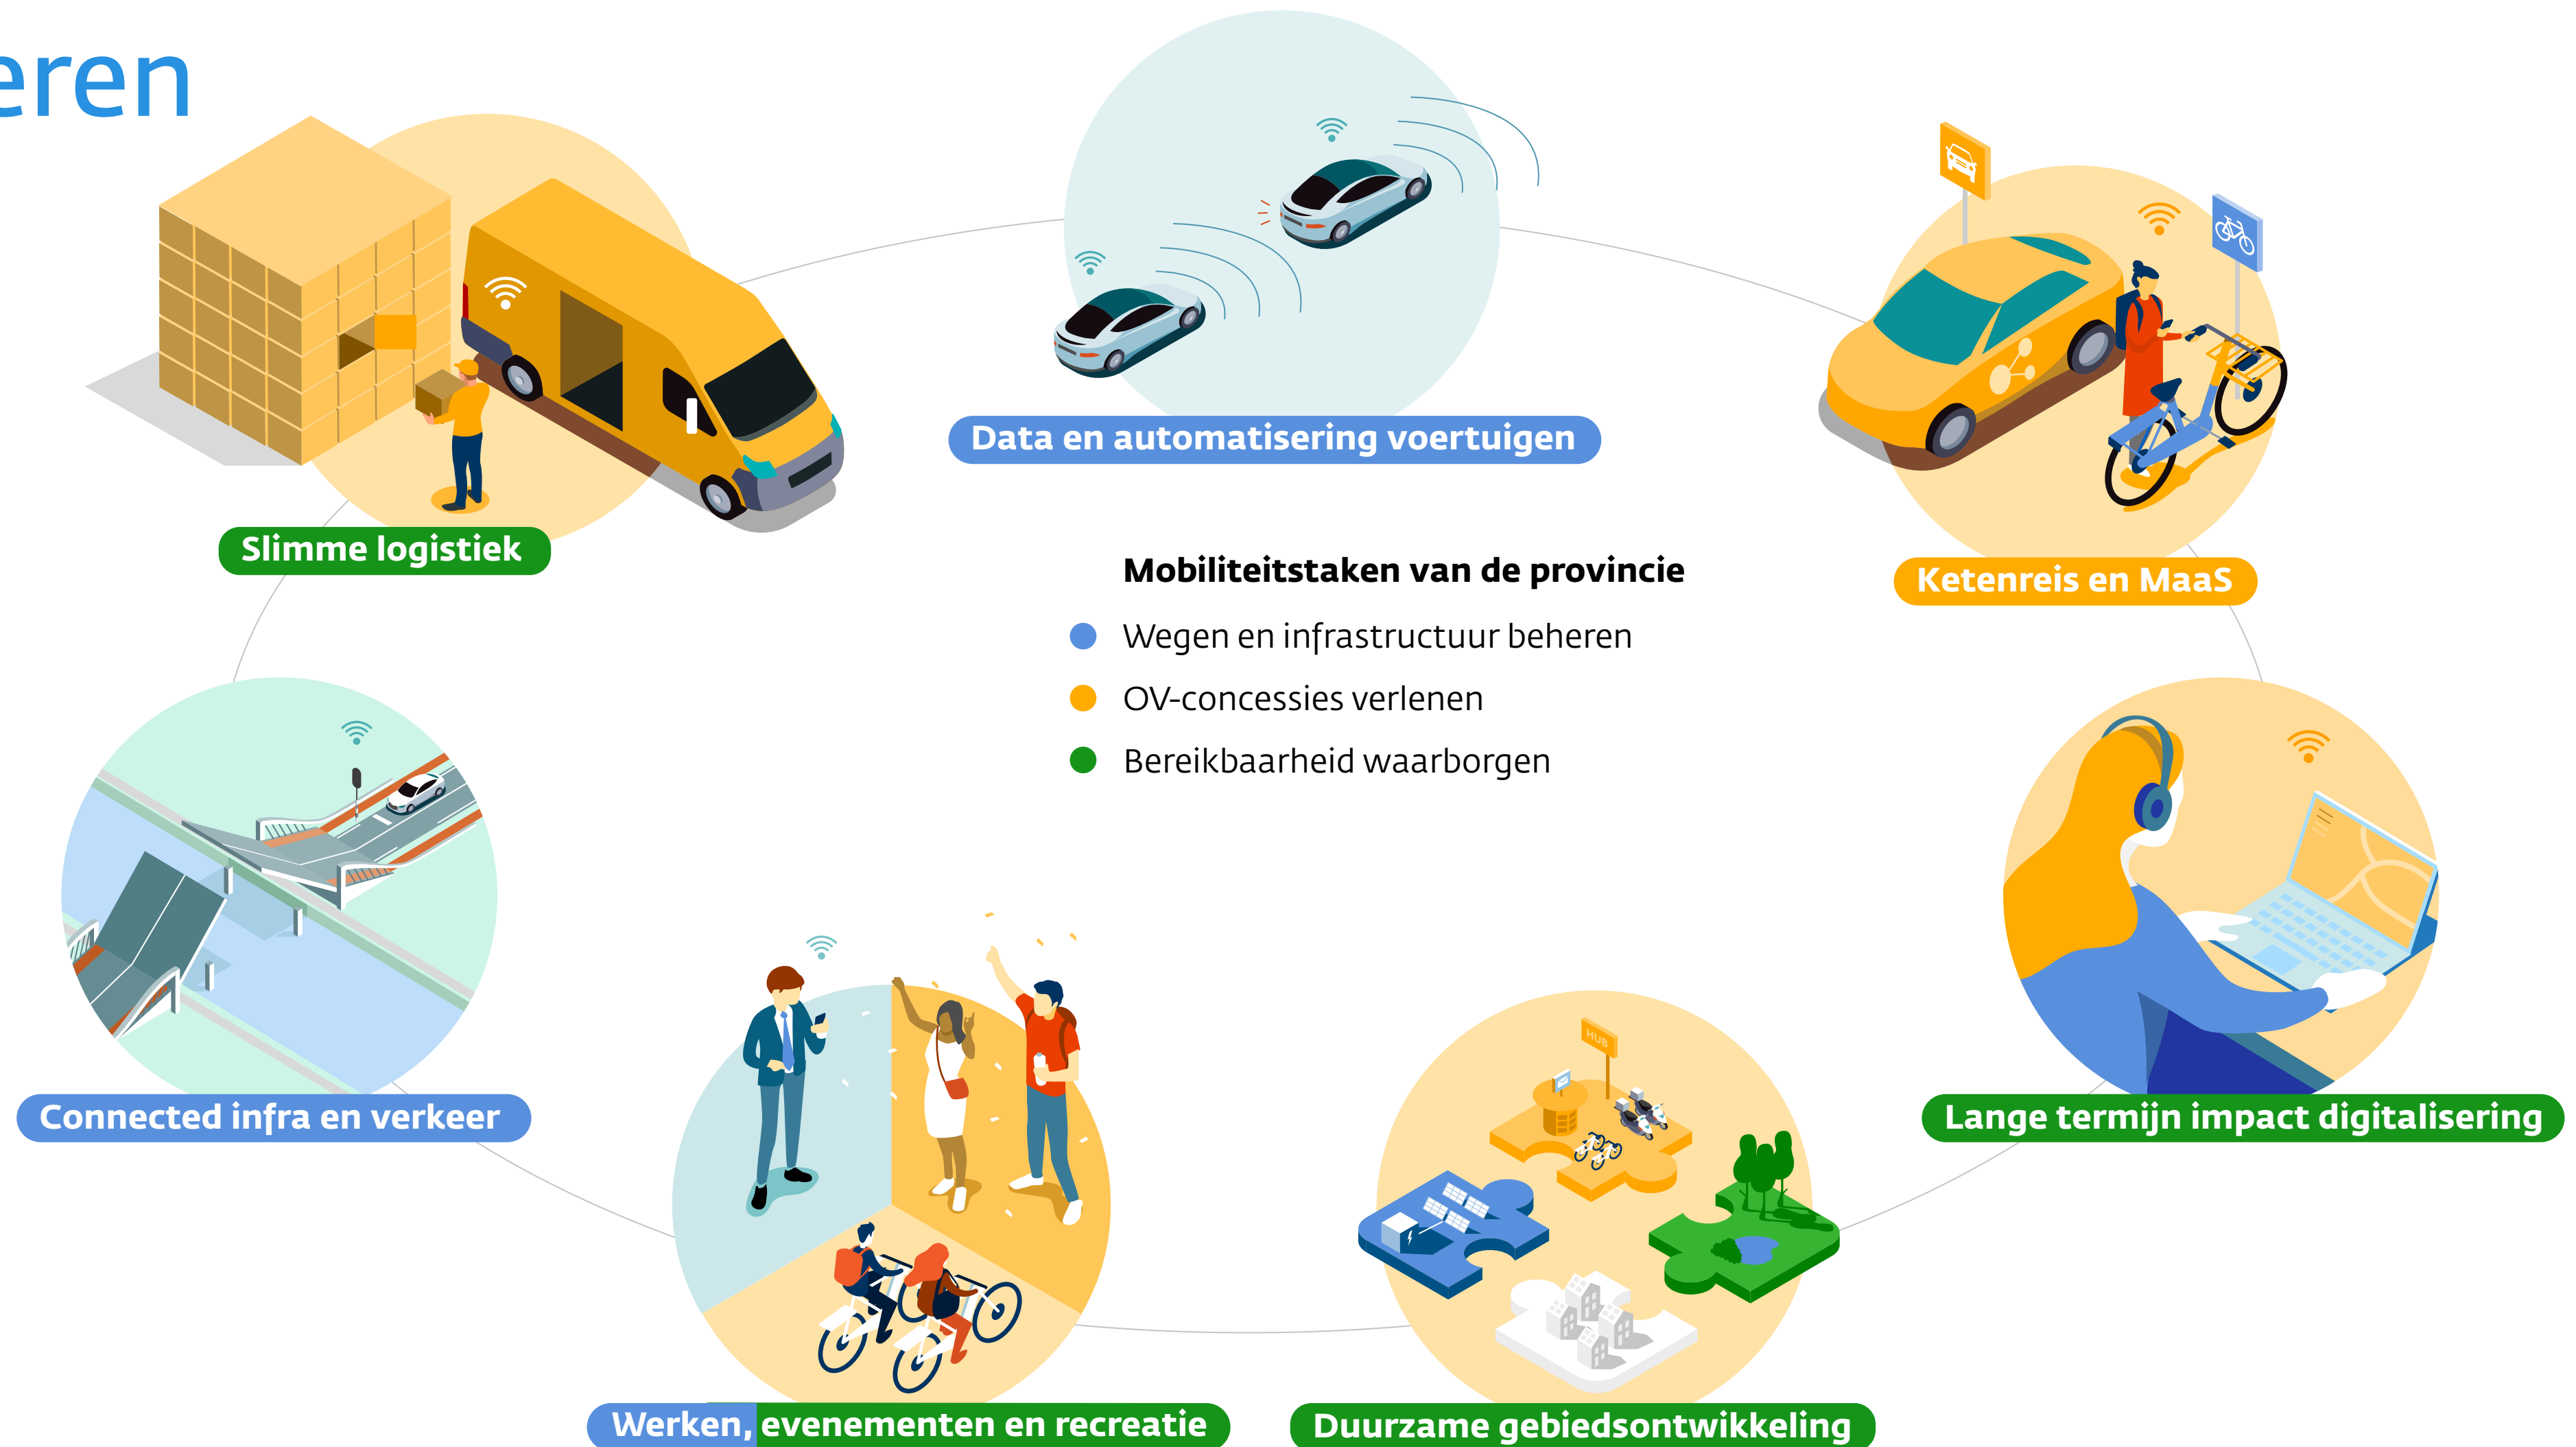 eren
Data en automatisering voertuigen
Slimme logistiek
Ketenreis en MaaS
Mobiliteitstaken van de provincie
Wegen en infrastructuur beheren
OV-concessies verlenen
Bereikbaarheid waarborgen
Connected infra en verkeer
Lange termijn impact digitalisering
HUB
Werken, evenementen en recreatie
Duurzame gebiedsontwikkeling